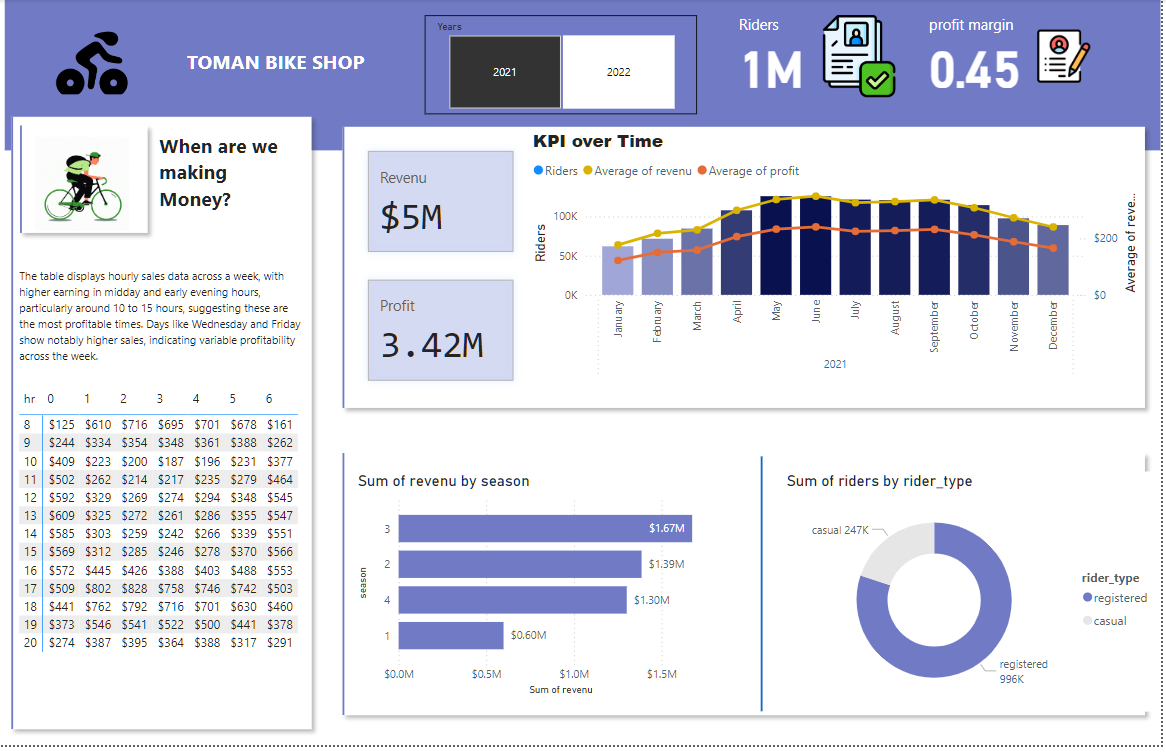 TOMAN BIKE SHOP
Years
2021
2022
Riders
1M
profit margin
0.45
When are we
making
Money?
The table displays hourly sales data across a week, with
higher earning in midday and early evening hours,
particularly around 10 to 15 hours, suggesting these are
the most profitable times. Days like Wednesday and Friday
show notably higher sales, indicating variable profitability
across the week.
hr 0 1 2 3 4 5 6
8 $125 $610 $716 $695 $701 $678 $161
9 $244 $334 $354 $348 $361 $388 $262
10 $409 $223 $200 $187 $196 $231 $377
11 $502 $262 $214 $217 $235 $279 $464
12 $592 $329 $269 $274 $294 $348 $545
13 $609 $325 $272 $261 $286 $355 $547
14 $585 $303 $259 $242 $266 $339 $551
15 $569 $312 $285 $246 $278 $370 $566
16 $572 $445 $426 $388 $403 $488 $553
17 $509 $802 $828 $758 $746 $742 $503
18 $441 $762 $792 $716 $701 $630 $460
19 $373 $546 $541 $522 $500 $441 $378
20 $274 $387 $395 $364 $388 $317 $291
Revenu
$5M
Profit
3.42M
KPI over Time
Riders Average of revenu Average of profit
Riders
100K
50K
0K
$200
$0
Average of reve...
January
February
March
April
May
June
July
August
September
October
November
December
2021
Sum of revenu by season
season
3 $1.67M
2 $1.39M
4 $1.30M
1 $0.60M
$0.0M $0.5M $1.0M $1.5M
Sum of revenu
Sum of riders by rider_type
casual 247K
registered
996K
rider_type
registered
casual